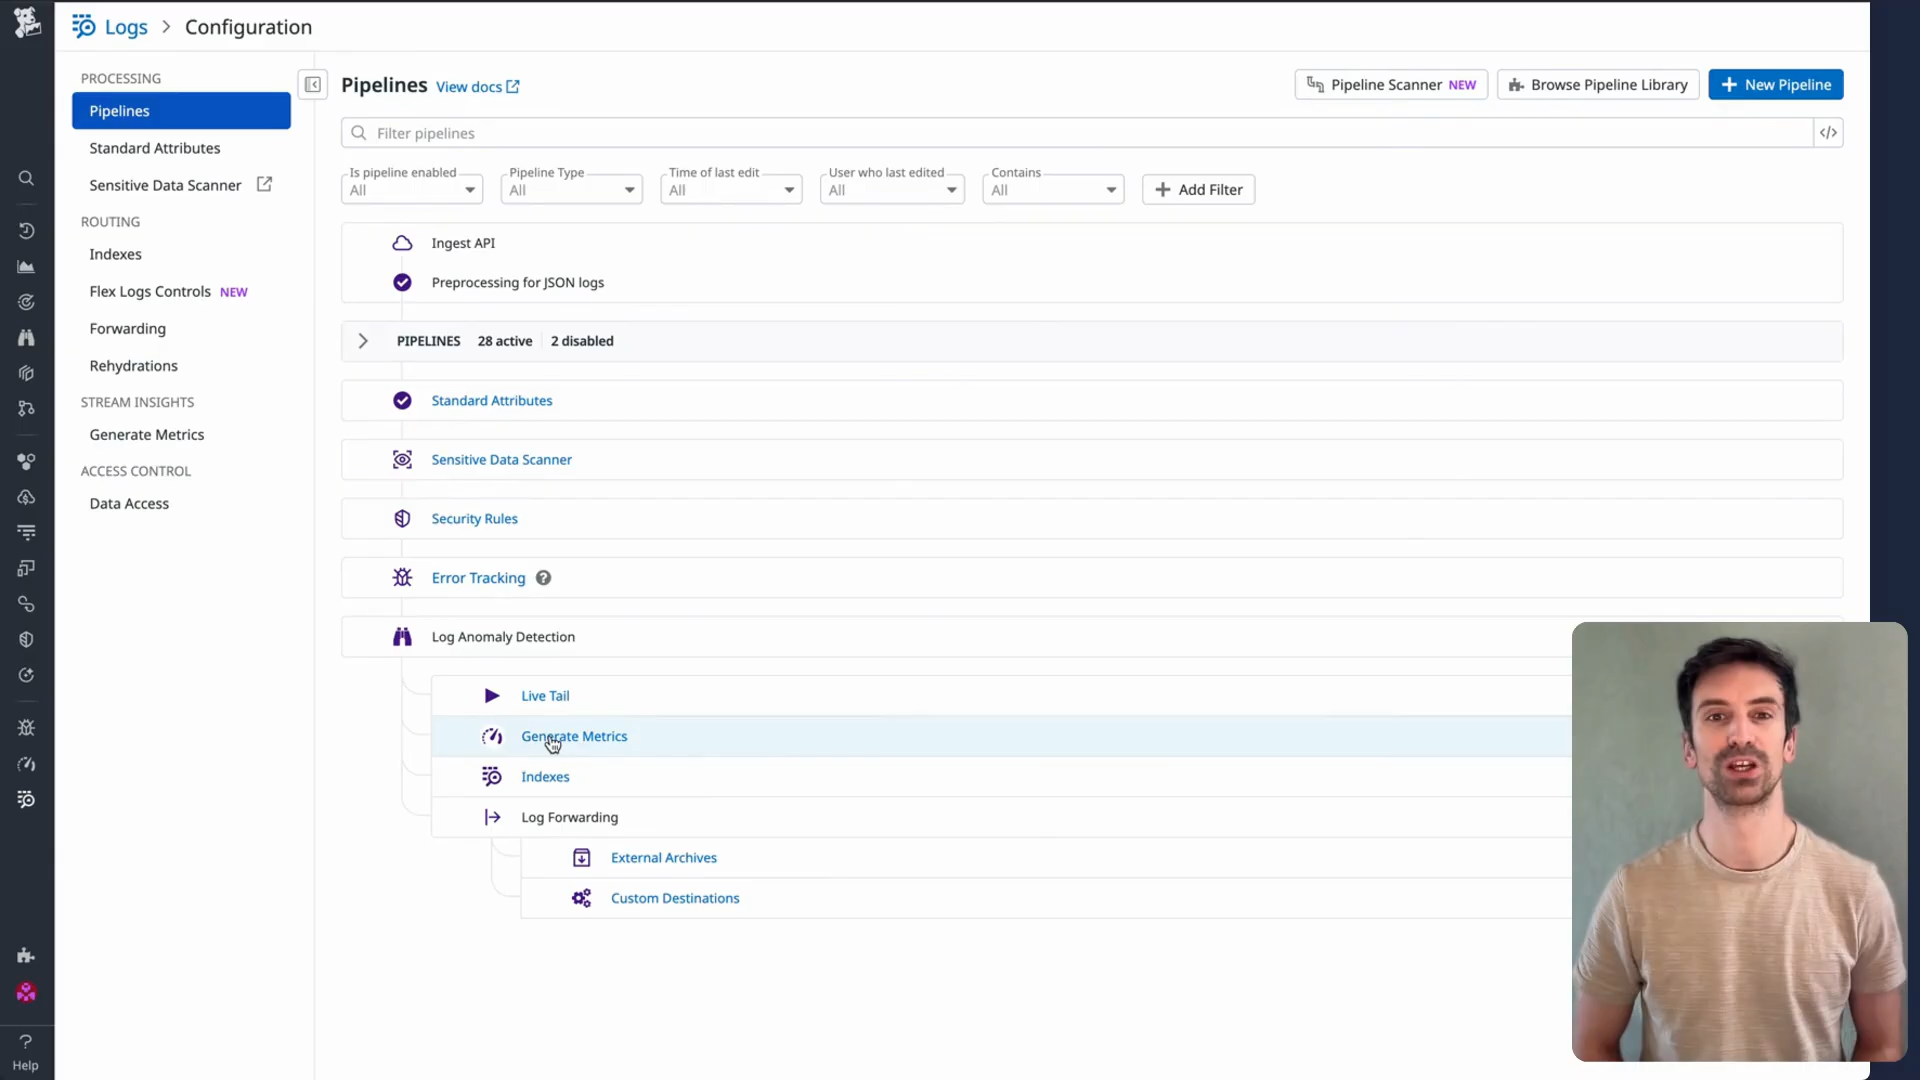 Logs > Configuration
PROCESSING
Pipelines
Standard Attributes
Sensitive Data Scanner
ROUTING
Indexes
Flex Logs Controls NEW
Forwarding
Rehydrations
STREAM INSIGHTS
Generate Metrics
ACCESS CONTROL
Data Access
Help
Pipelines View docs
Pipeline Scanner NEW
Browse Pipeline Library
+ New Pipeline
Filter pipelines
</>
Is pipeline enabled
All
Pipeline Type
All
Time of last edit
All
User who last edited
All
Contains
All
+ Add Filter
Ingest API
Preprocessing for JSON logs
PIPELINES 28 active 2 disabled
Standard Attributes
Sensitive Data Scanner
Security Rules
Error Tracking ?
Log Anomaly Detection
Live Tail
Generate Metrics
Indexes
Log Forwarding
External Archives
Custom Destinations